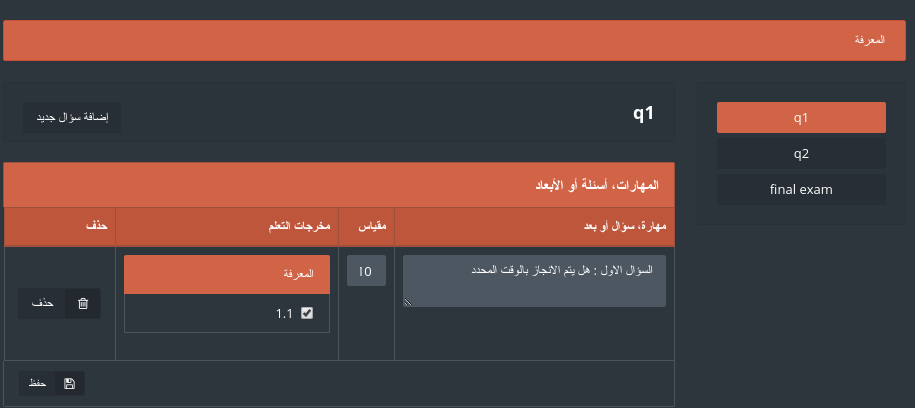 المعرفة
q1
q2
final exam
q1
إضافة سؤال جديد
المهارات، أسئلة أو الأبعاد
مهارة، سؤال أو بعد
مقياس
مخرجات التعلم
حذف
السؤال الاول : هل يتم الانجاز بالوقت المحدد
10
المعرفة
1.1
حذف
حفظ